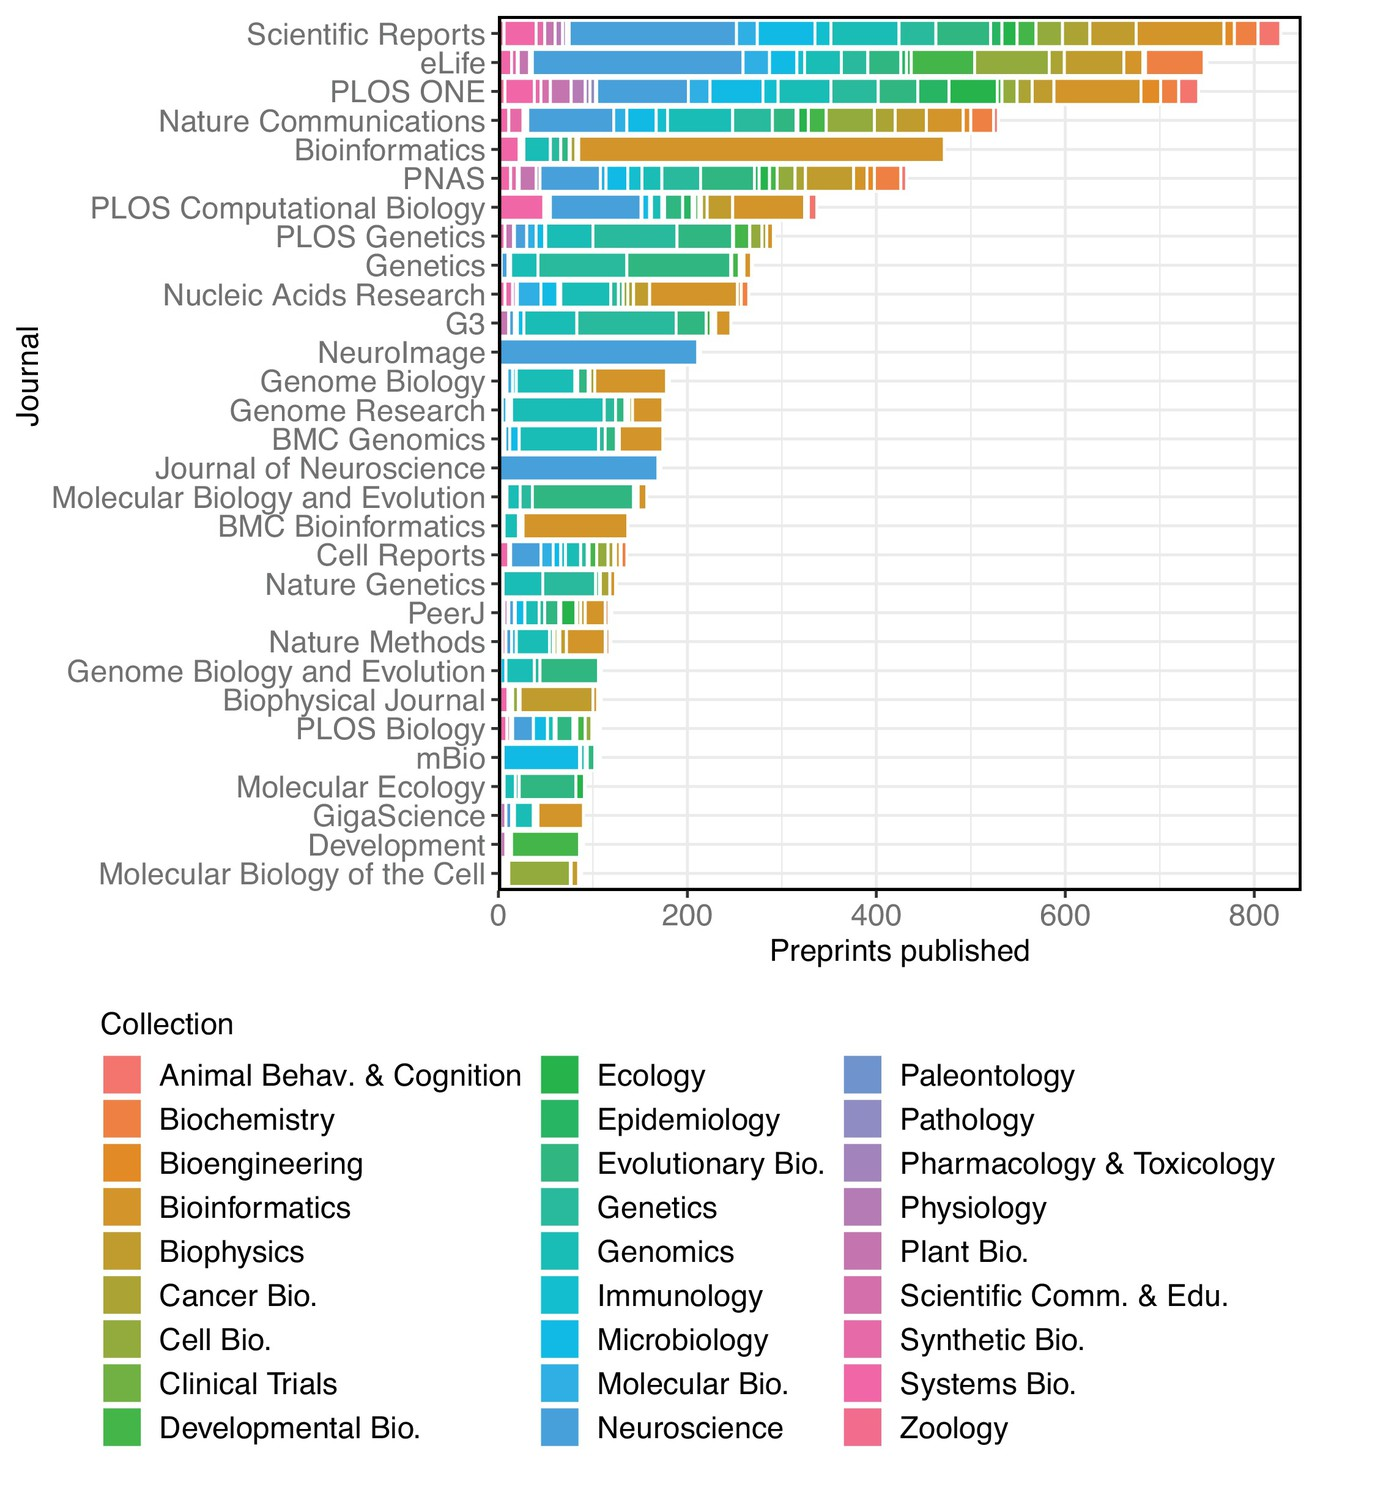 Scientific Reports
eLife
PLOS ONE
Nature Communications
Bioinformatics
PNAS
PLOS Computational Biology
PLOS Genetics
Genetics
Nucleic Acids Research
G3
NeuroImage
Genome Biology
Genome Research
BMC Genomics
Journal of Neuroscience
Molecular Biology and Evolution
BMC Bioinformatics
Cell Reports
Nature Genetics
PeerJ
Nature Methods
Genome Biology and Evolution
Biophysical Journal
PLOS Biology
mBio
Molecular Ecology
GigaScience
Development
Molecular Biology of the Cell
Journal
0 200 400 600 800
Preprints published
Collection
Animal Behav. & Cognition
Biochemistry
Bioengineering
Bioinformatics
Biophysics
Cancer Bio.
Cell Bio.
Clinical Trials
Developmental Bio.
Ecology
Epidemiology
Evolutionary Bio.
Genetics
Genomics
Immunology
Microbiology
Molecular Bio.
Neuroscience
Paleontology
Pathology
Pharmacology & Toxicology
Physiology
Plant Bio.
Scientific Comm. & Edu.
Synthetic Bio.
Systems Bio.
Zoology